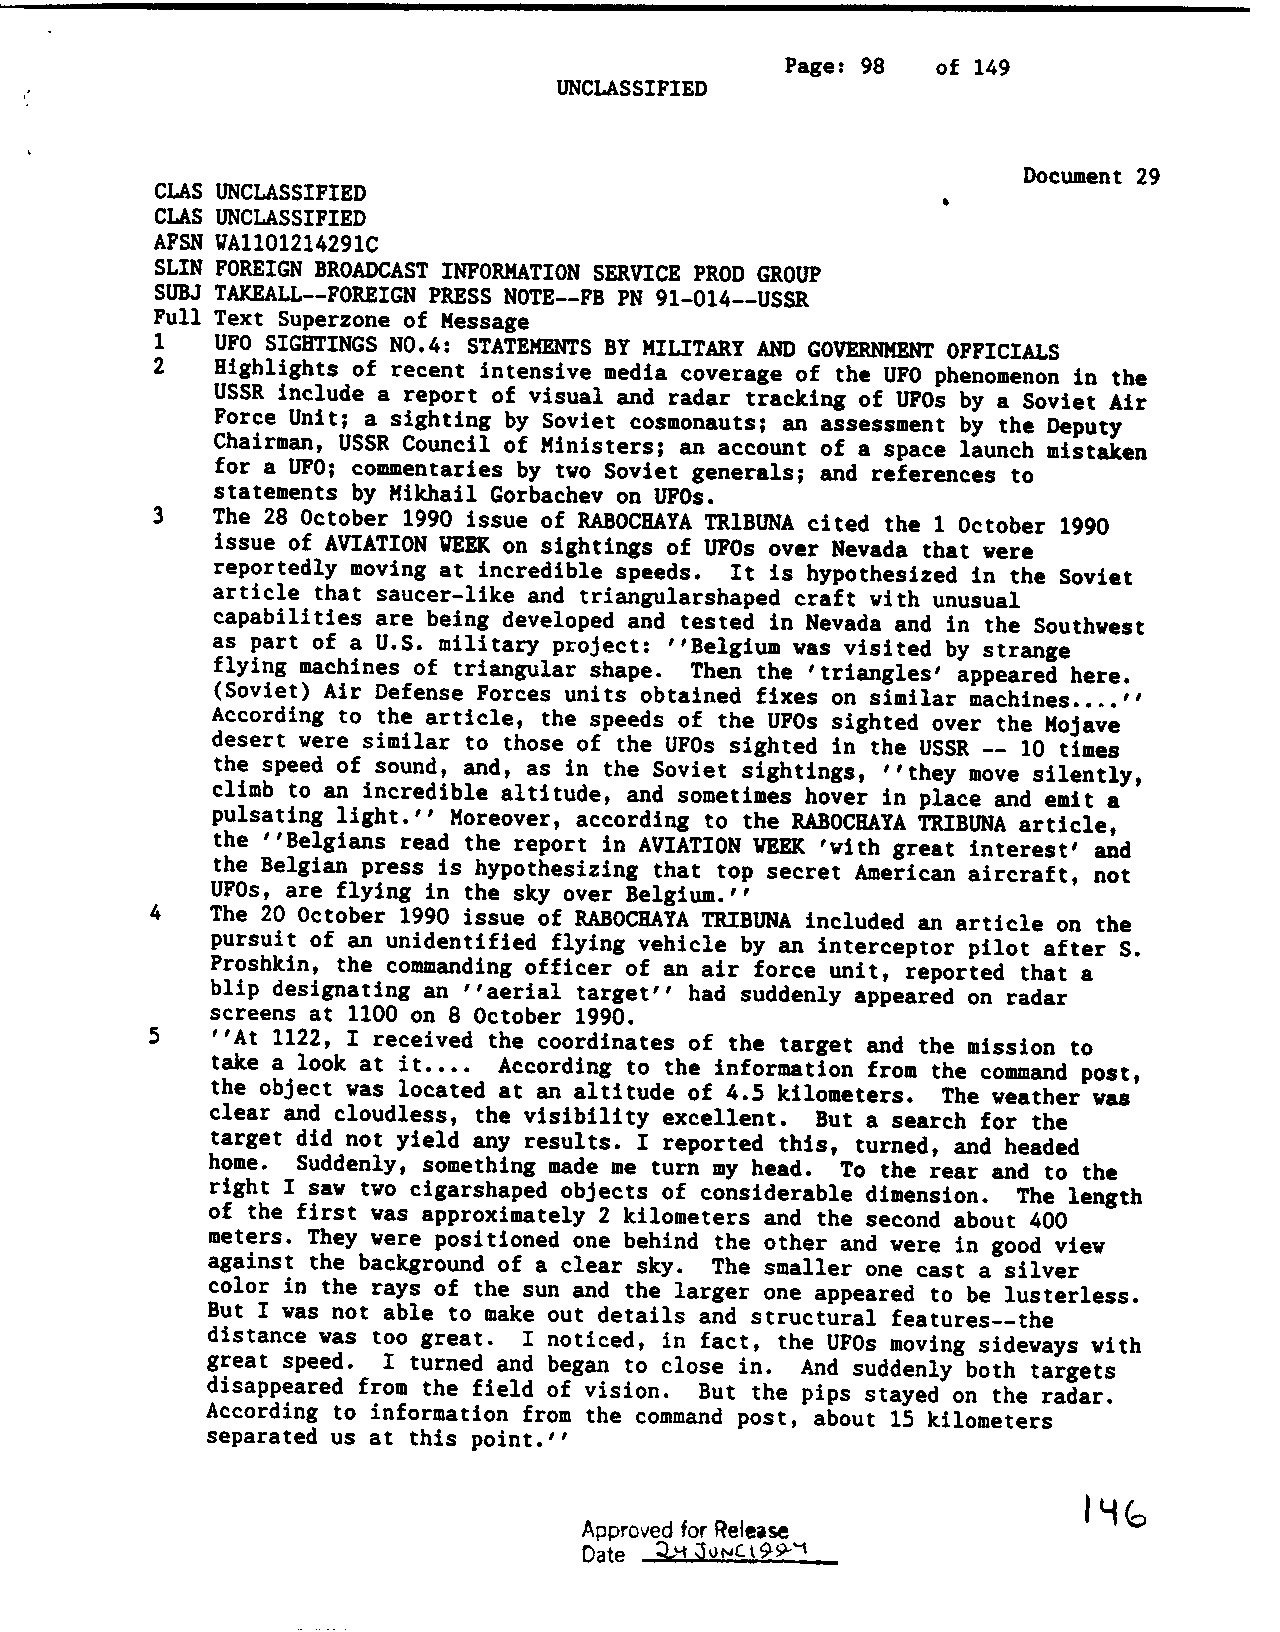 Page: 98 of 149
UNCLASSIFIED
Document 29
CLAS UNCLASSIFIED
CLAS UNCLASSIFIED
AFSN WA1101214291C
SLIN FOREIGN BROADCAST INFORMATION SERVICE PROD GROUP
SUBJ TAKEALL--FOREIGN PRESS NOTE--FB PN 91-014--USSR
Full Text Superzone of Message
1 UFO SIGHTINGS NO.4: STATEMENTS BY MILITARY AND GOVERNMENT OFFICIALS
2 Highlights of recent intensive media coverage of the UFO phenomenon in the
USSR include a report of visual and radar tracking of UFOs by a Soviet Air
Force Unit; a sighting by Soviet cosmonauts; an assessment by the Deputy
Chairman, USSR Council of Ministers; an account of a space launch mistaken
for a UFO; commentaries by two Soviet generals; and references to
statements by Mikhail Gorbachev on UFOs.
3 The 28 October 1990 issue of RABOCHAYA TR1BUNA cited the 1 October 1990
issue of AVIATION WEEK on sightings of UFOs over Nevada that were
reportedly moving at incredible speeds. It is hypothesized in the Soviet
article that saucer-like and triangularshaped craft with unusual
capabilities are being developed and tested in Nevada and in the Southwest
as part of a U.S. military project: ''Belgium was visited by strange
flying machines of triangular shape. Then the 'triangles' appeared here.
(Soviet) Air Defense Forces units obtained fixes on similar machines....''
According to the article, the speeds of the UFOs sighted over the Mojave
desert were similar to those of the UFOs sighted in the USSR -- 10 times
the speed of sound, and, as in the Soviet sightings, ''they move silently,
climb to an incredible altitude, and sometimes hover in place and emit a
pulsating light.'' Moreover, according to the RABOCHAYA TRIBUNA article,
the ''Belgians read the report in AVIATION WEEK 'with great interest' and
the Belgian press is hypothesizing that top secret American aircraft, not
UFOs, are flying in the sky over Belgium.''
4 The 20 October 1990 issue of RABOCHAYA TRIBUNA included an article on the
pursuit of an unidentified flying vehicle by an interceptor pilot after S.
Proshkin, the commanding officer of an air force unit, reported that a
blip designating an ''aerial target'' had suddenly appeared on radar
screens at 1100 on 8 October 1990.
5 ''At 1122, I received the coordinates of the target and the mission to
take a look at it.... According to the information from the command post,
the object was located at an altitude of 4.5 kilometers. The weather was
clear and cloudless, the visibility excellent. But a search for the
target did not yield any results. I reported this, turned, and headed
home. Suddenly, something made me turn my head. To the rear and to the
right I saw two cigarshaped objects of considerable dimension. The length
of the first was approximately 2 kilometers and the second about 400
meters. They were positioned one behind the other and were in good view
against the background of a clear sky. The smaller one cast a silver
color in the rays of the sun and the larger one appeared to be lusterless.
But I was not able to make out details and structural features--the
distance was too great. I noticed, in fact, the UFOs moving sideways with
great speed. I turned and began to close in. And suddenly both targets
disappeared from the field of vision. But the pips stayed on the radar.
According to information from the command post, about 15 kilometers
separated us at this point.''
146
Approved for Release
Date 24 JUNE 1994